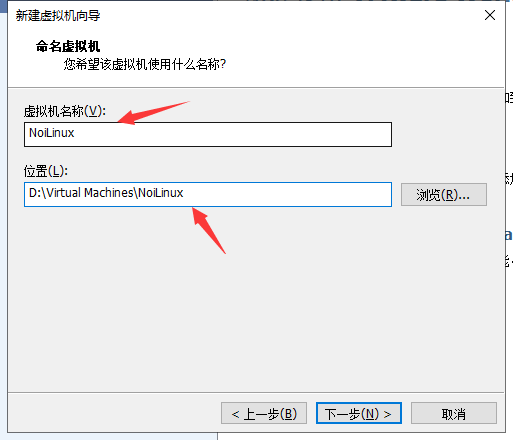 新建虚拟机向导
命名虚拟机
您希望该虚拟机使用什么名称?
虚拟机名称(V):
NoiLinux
位置(L):
D:\Virtual Machines\NoiLinux
浏览(R)...
< 上一步(B)
下一步(N) >
取消